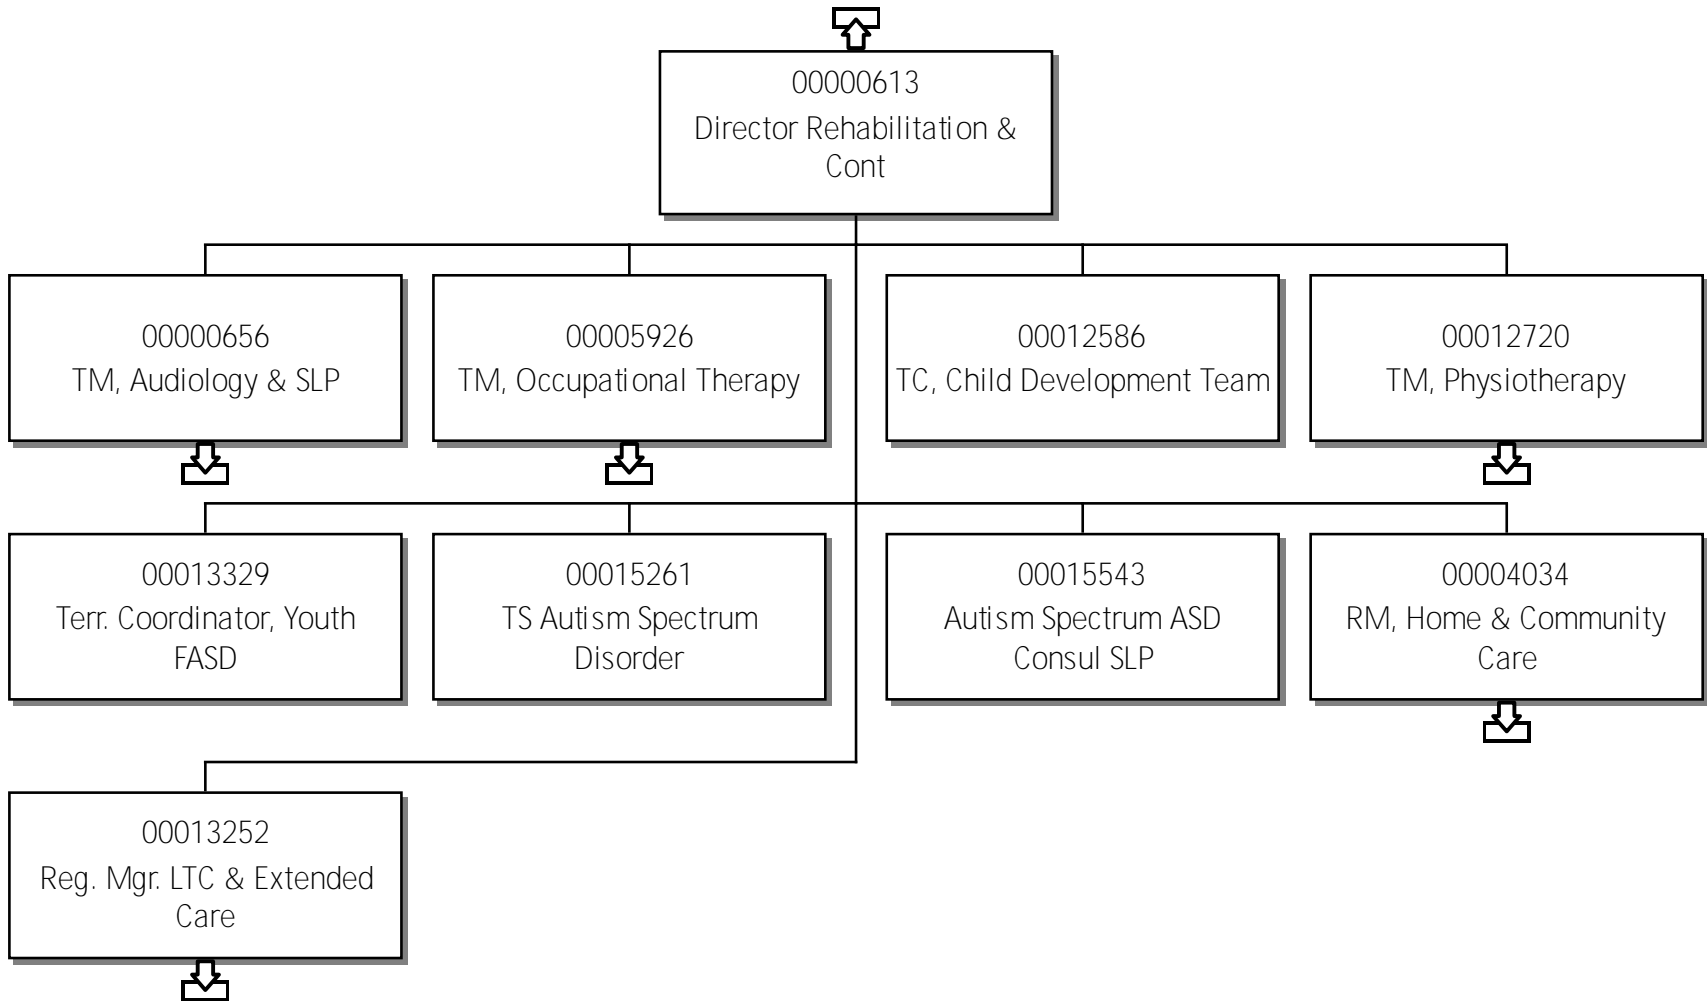 00000613
Director Rehabilitation &
Cont
00000656
TM, Audiology & SLP
00005926
TM, Occupational Therapy
00012586
TC, Child Development Team
00012720
TM, Physiotherapy
00013329
Terr. Coordinator, Youth
FASD
00015261
TS Autism Spectrum
Disorder
00015543
Autism Spectrum ASD
Consul SLP
00004034
RM, Home & Community
Care
00013252
Reg. Mgr. LTC & Extended
Care